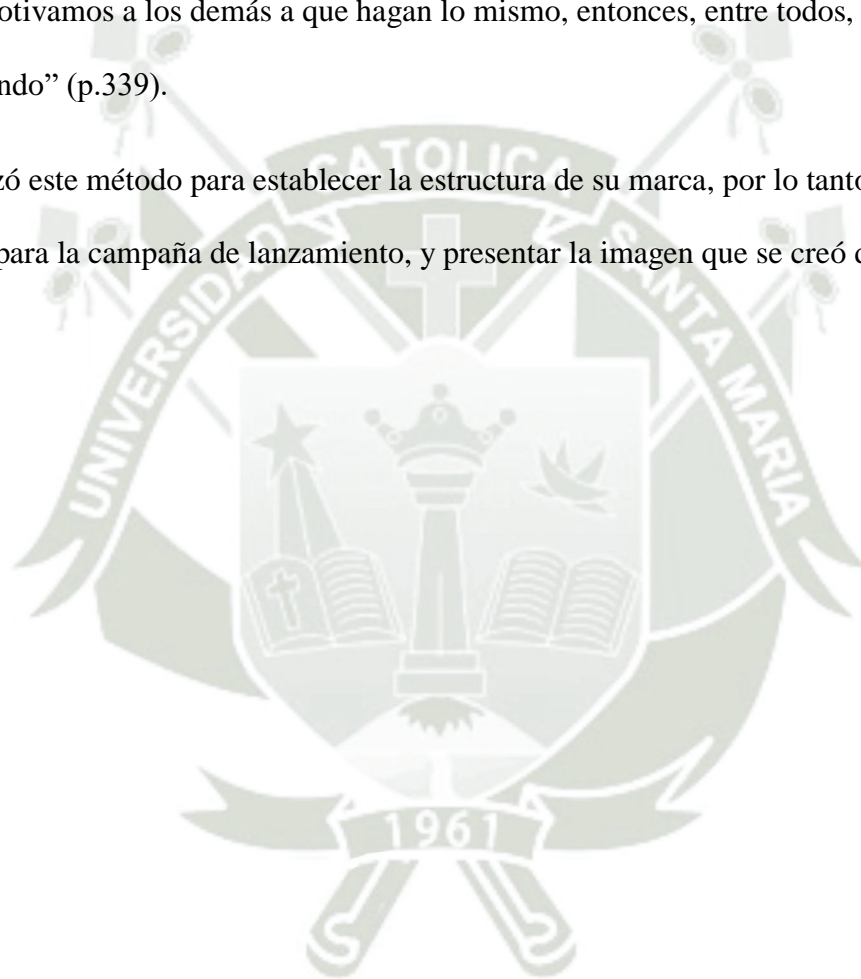 otivamos a los demás a que hagan lo mismo, entonces, entre todos,
ndo” (p.339).
zó este método para establecer la estructura de su marca, por lo tanto
para la campaña de lanzamiento, y presentar la imagen que se creó
UNIVERSIDAD CATOLICA SANTA MARIA
1961